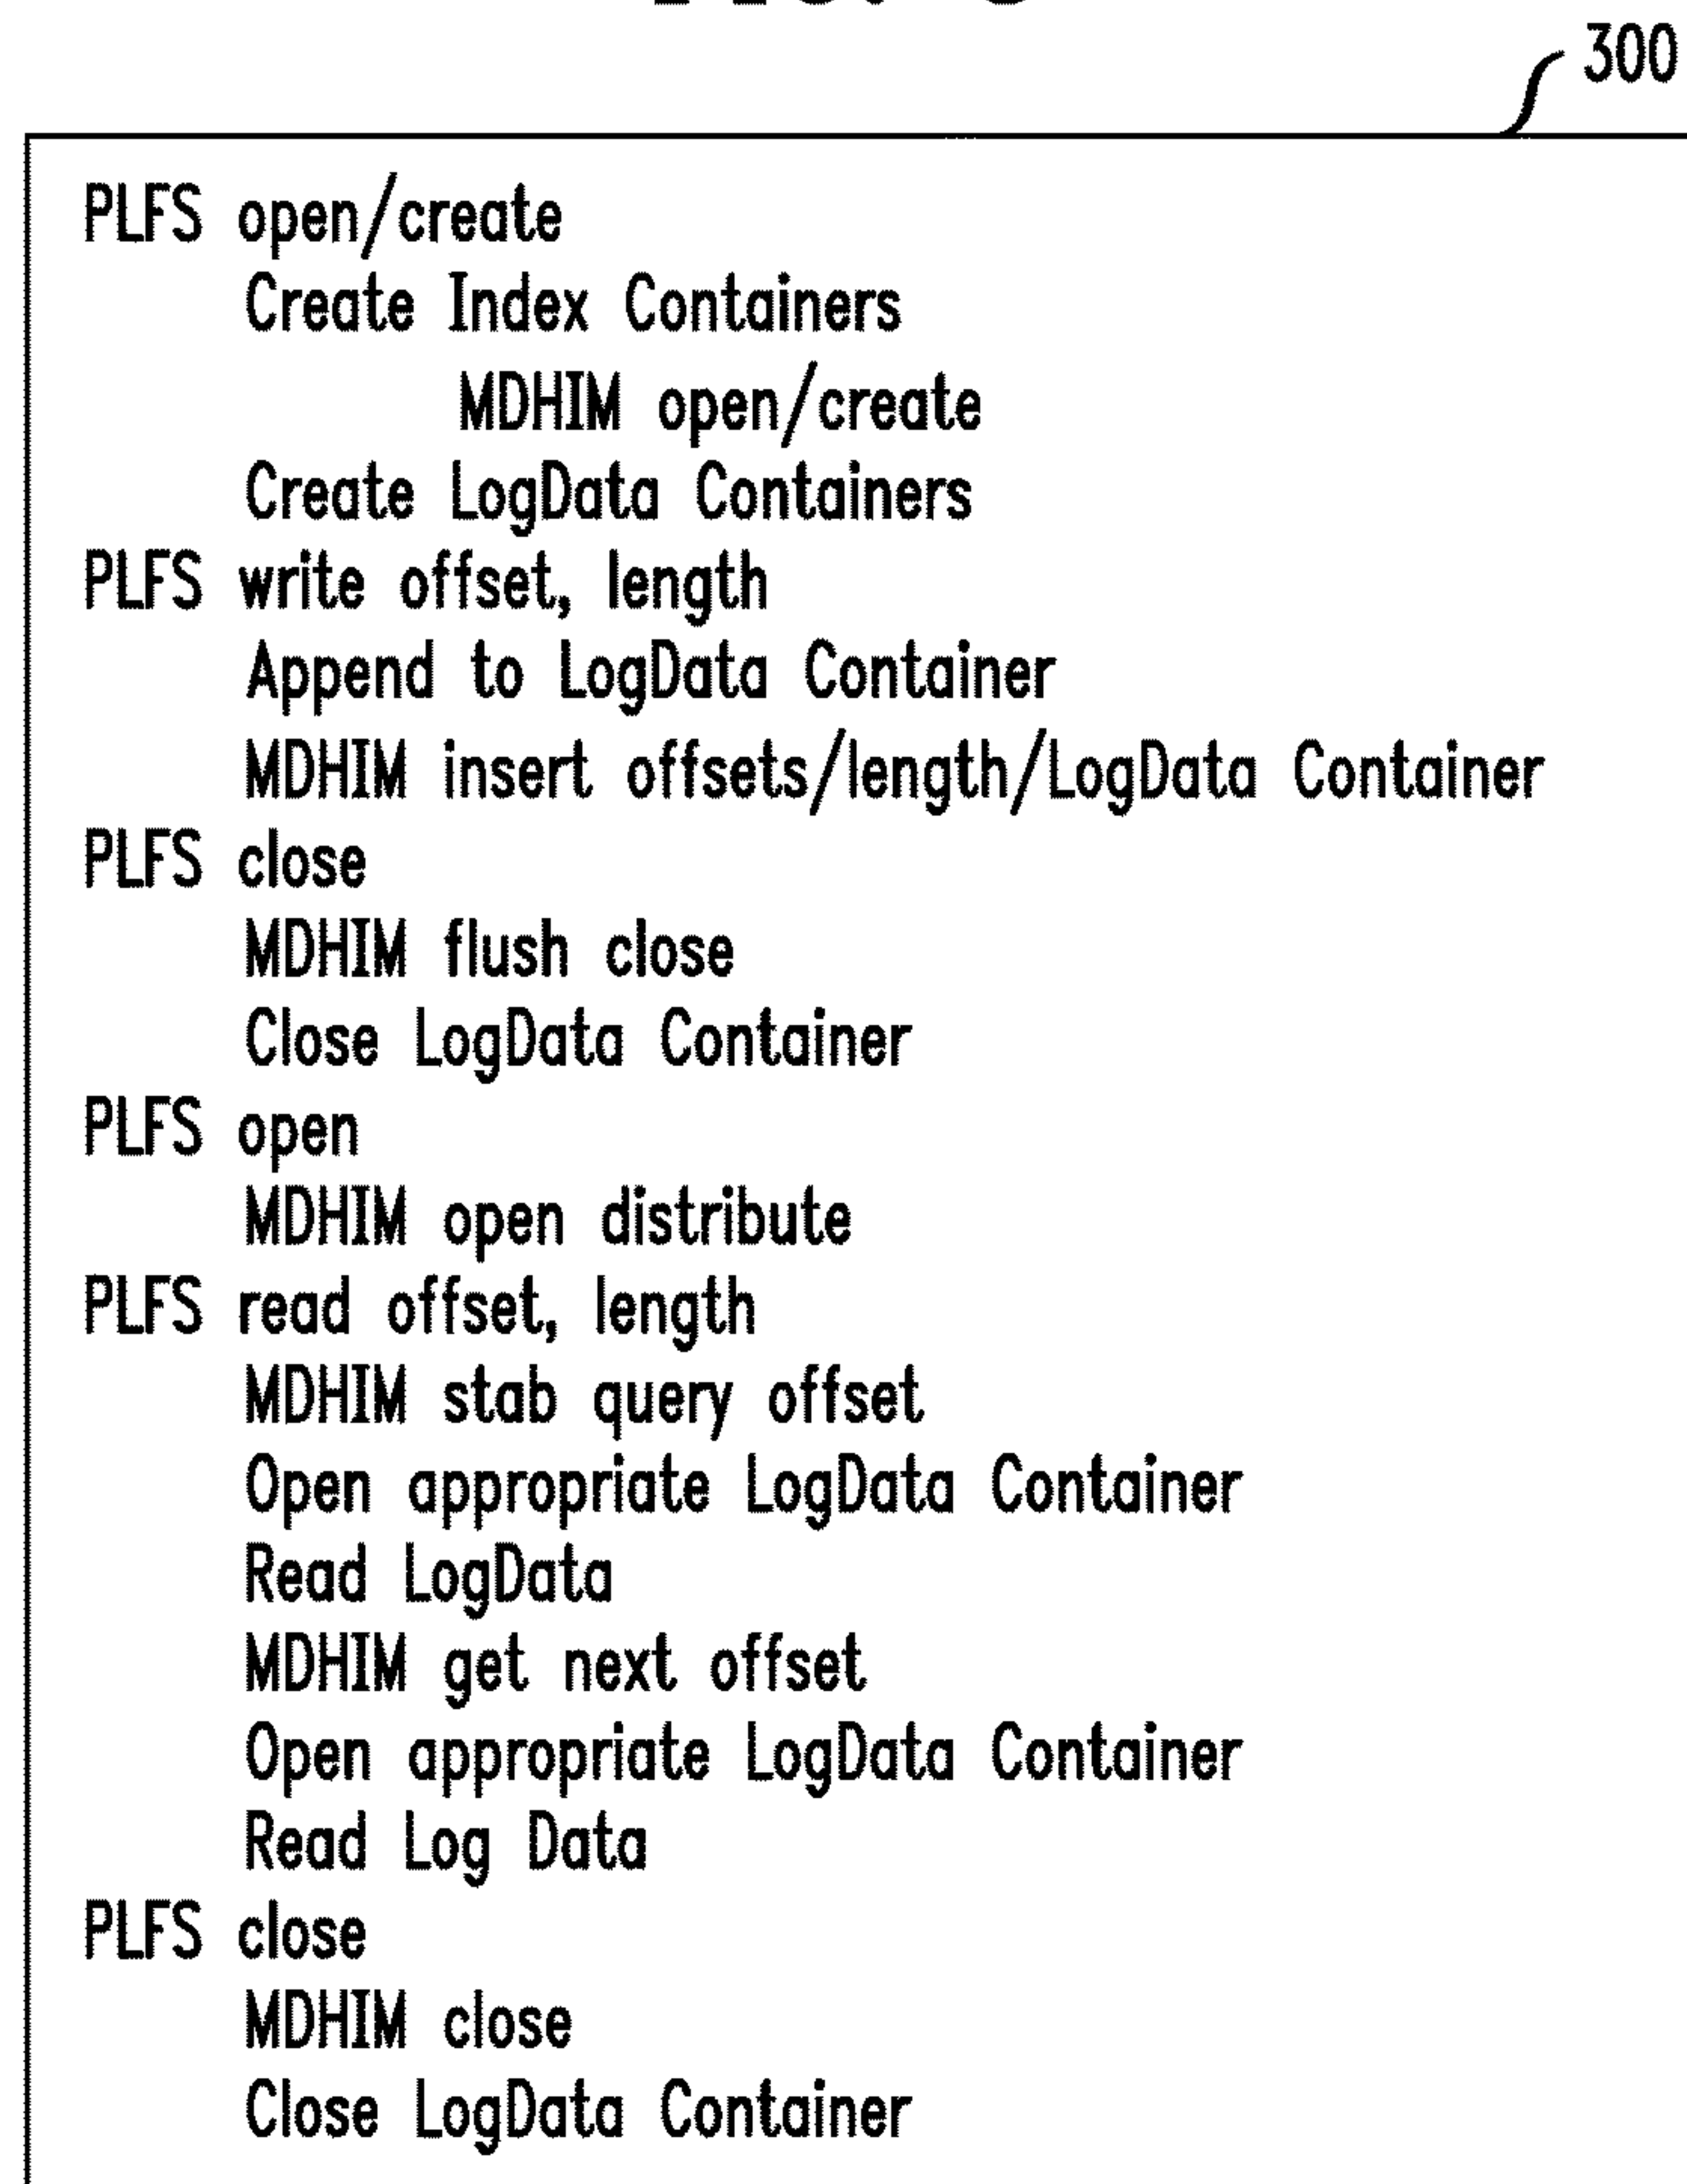 300
PLFS open/create
Create Index Containers
MDHIM open/create
Create LogData Containers
PLFS write offset, length
Append to LogData Container
MDHIM insert offsets/length/LogData Container
PLFS close
MDHIM flush close
Close LogData Container
PLFS open
MDHIM open distribute
PLFS read offset, length
MDHIM stab query offset
Open appropriate LogData Container
Read LogData
MDHIM get next offset
Open appropriate LogData Container
Read Log Data
PLFS close
MDHIM close
Close LogData Container